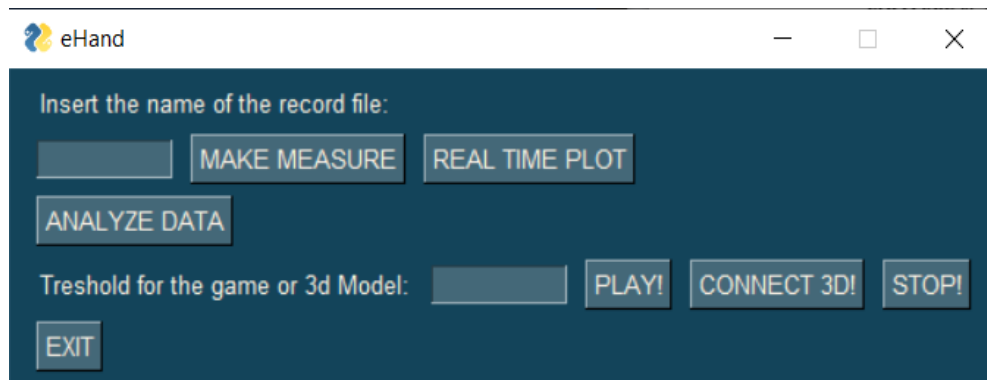 eHand
Insert the name of the record file:
MAKE MEASURE REAL TIME PLOT
ANALYZE DATA
Treshold for the game or 3d Model: PLAY! CONNECT 3D! STOP!
EXIT